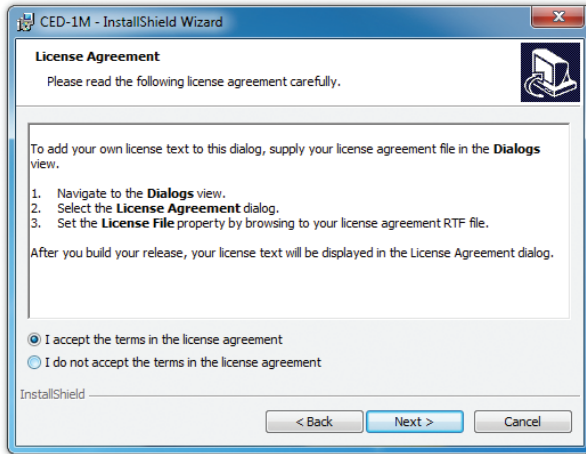 CED-1M - InstallShield Wizard
License Agreement
Please read the following license agreement carefully.
To add your own license text to this dialog, supply your license agreement file in the Dialogs
view.
1. Navigate to the Dialogs view.
2. Select the License Agreement dialog.
3. Set the License File property by browsing to your license agreement RTF file.
After you build your release, your license text will be displayed in the License Agreement dialog.
I accept the terms in the license agreement
I do not accept the terms in the license agreement
InstallShield
< Back Next > Cancel